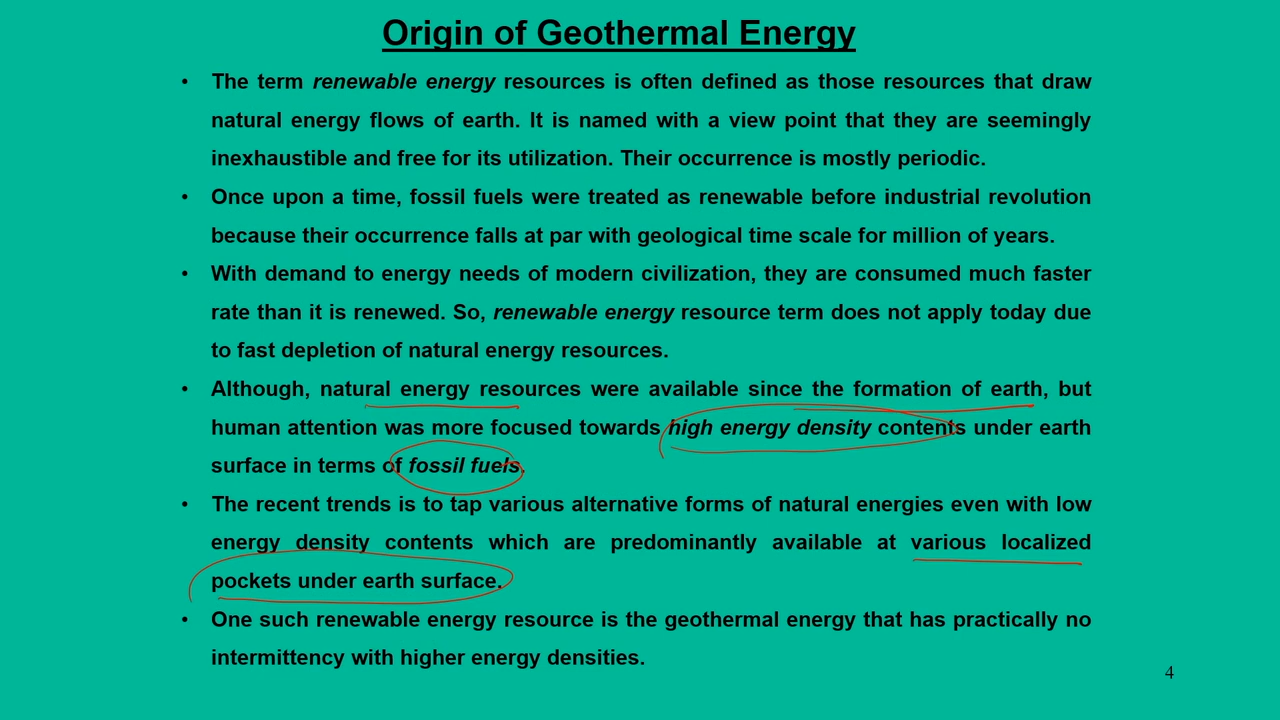 Origin of Geothermal Energy
• The term renewable energy resources is often defined as those resources that draw
natural energy flows of earth. It is named with a view point that they are seemingly
inexhaustible and free for its utilization. Their occurrence is mostly periodic.
• Once upon a time, fossil fuels were treated as renewable before industrial revolution
because their occurrence falls at par with geological time scale for million of years.
• With demand to energy needs of modern civilization, they are consumed much faster
rate than it is renewed. So, renewable energy resource term does not apply today due
to fast depletion of natural energy resources.
• Although, natural energy resources were available since the formation of earth, but
human attention was more focused towards high energy density contents under earth
surface in terms of fossil fuels.
• The recent trends is to tap various alternative forms of natural energies even with low
energy density contents which are predominantly available at various localized
pockets under earth surface.
• One such renewable energy resource is the geothermal energy that has practically no
intermittency with higher energy densities.
4